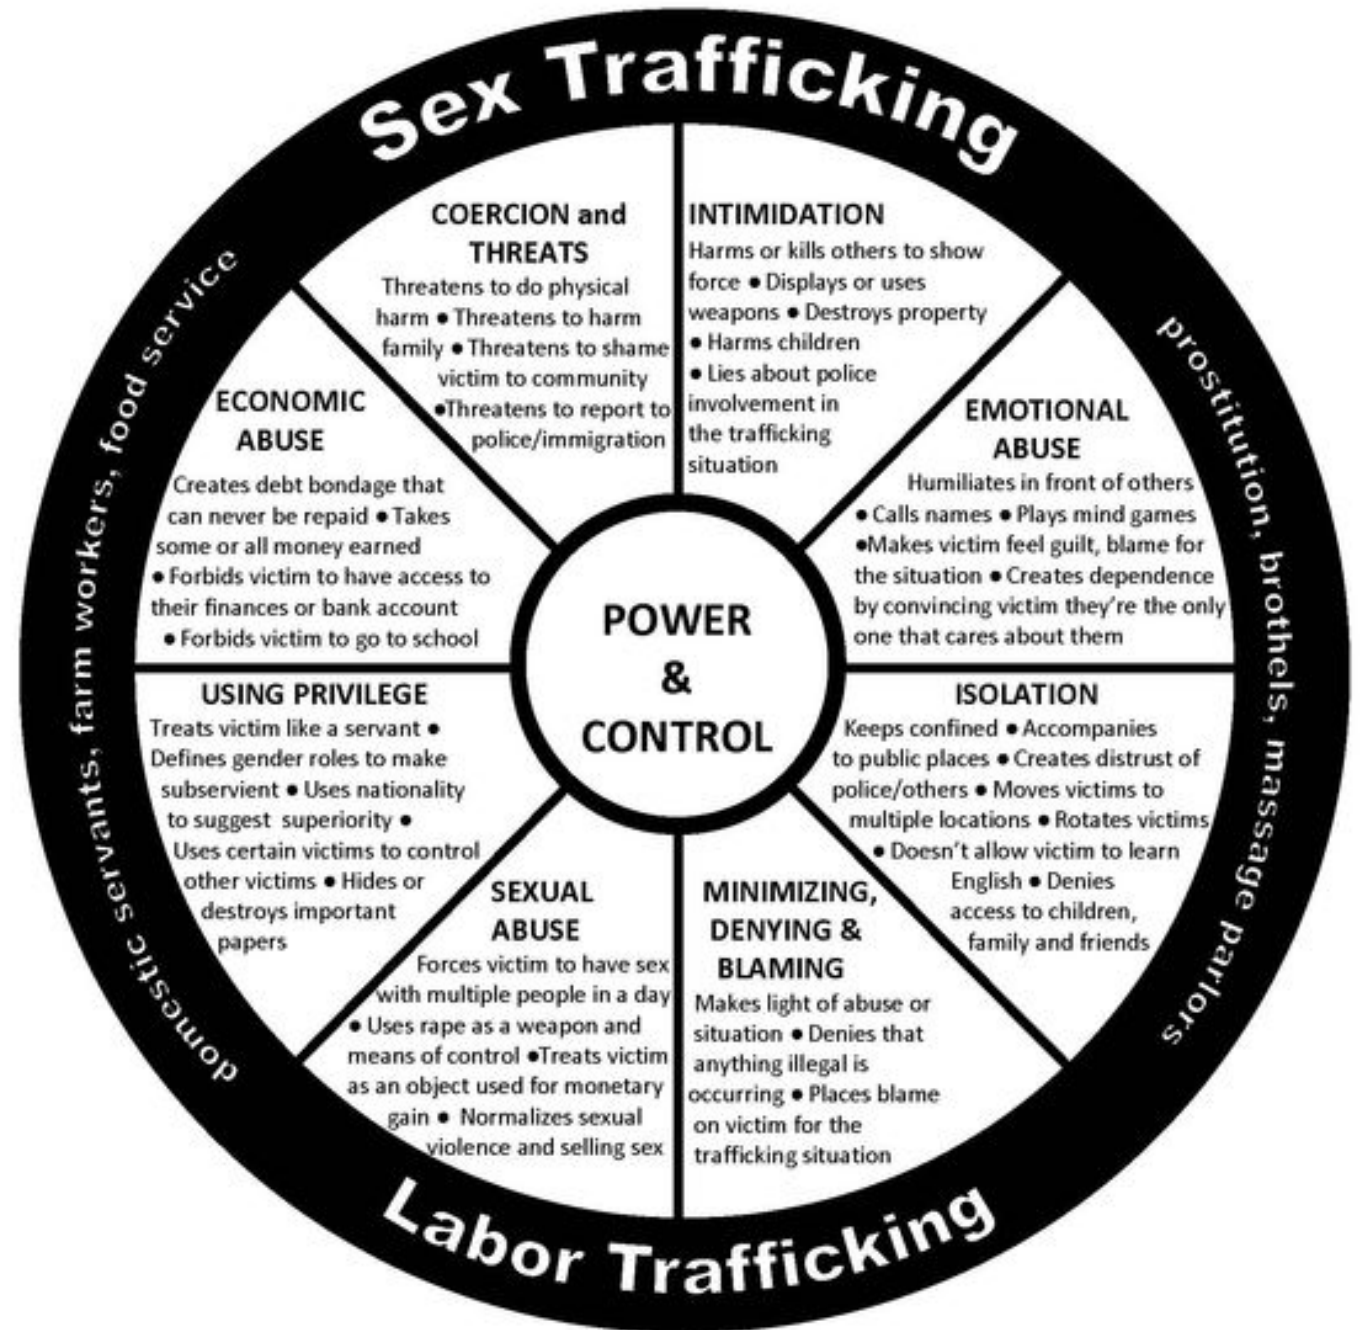 Sex Trafficking
COERCION and
THREATS
Threatens to do physical
harm ● Threatens to harm
family ● Threatens to shame
victim to community
●Threatens to report to
police/immigration
INTIMIDATION
Harms or kills others to show
force ● Displays or uses
weapons ● Destroys property
● Harms children
● Lies about police
involvement in
the trafficking
situation
EMOTIONAL
ABUSE
Humiliates in front of others
● Calls names ● Plays mind games
●Makes victim feel guilt, blame for
the situation ● Creates dependence
by convincing victim they're the only
one that cares about them
ISOLATION
Keeps confined ● Accompanies
to public places ● Creates distrust of
police/others ● Moves victims to
multiple locations ● Rotates victims
● Doesn't allow victim to learn
English ● Denies
access to children,
family and friends
MINIMIZING,
DENYING &
BLAMING
Makes light of abuse or
situation ● Denies that
anything illegal is
occurring ● Places blame
on victim for the
trafficking situation
SEXUAL
ABUSE
Forces victim to have sex
with multiple people in a day
● Uses rape as a weapon and
means of control ●Treats victim
as an object used for monetary
gain ● Normalizes sexual
violence and selling sex
USING PRIVILEGE
Treats victim like a servant ●
Defines gender roles to make
subservient ● Uses nationality
to suggest superiority ●
Uses certain victims to control
other victims ● Hides or
destroys important
papers
ECONOMIC
ABUSE
Creates debt bondage that
can never be repaid ● Takes
some or all money earned
● Forbids victim to have access to
their finances or bank account
● Forbids victim to go to school
POWER
&
CONTROL
prostitution, brothels, massage parlors
domestic servants, farm workers, food service
Labor Trafficking